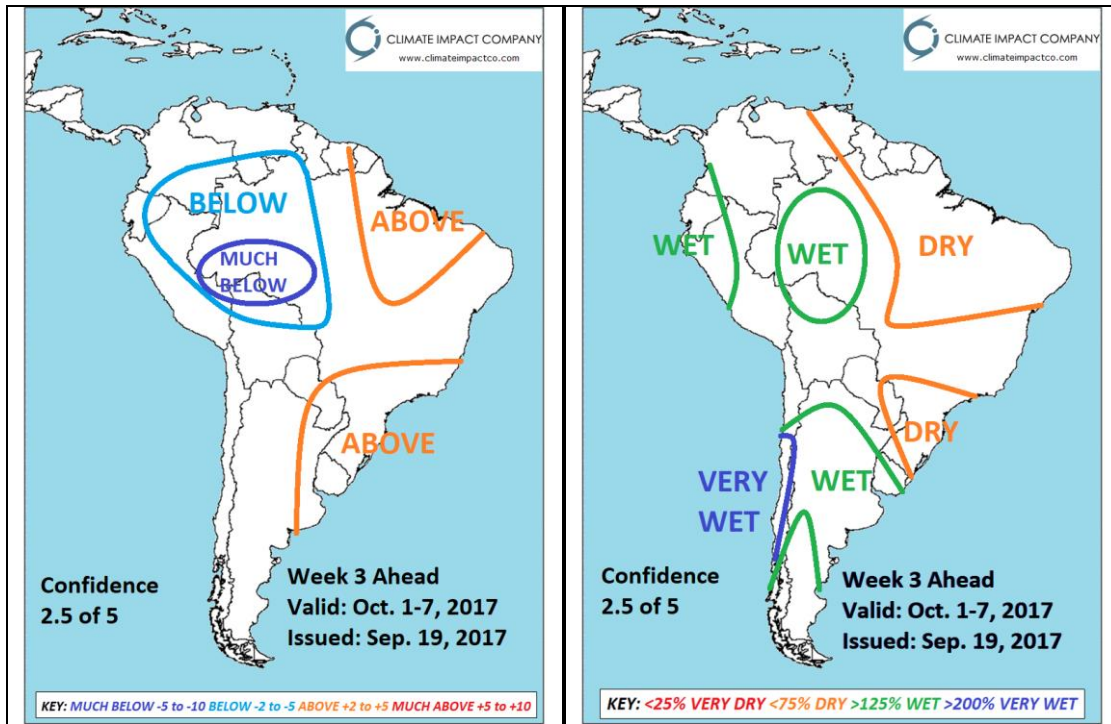 CLIMATE IMPACT COMPANY
www.climateimpactco.com
BELOW
ABOVE
MUCH
BELOW
ABOVE
Confidence
2.5 of 5
Week 3 Ahead
Valid: Oct. 1-7, 2017
Issued: Sep. 19, 2017
KEY: MUCH BELOW -5 to -10 BELOW -2 to -5 ABOVE +2 to +5 MUCH ABOVE +5 to +10
CLIMATE IMPACT COMPANY
www.climateimpactco.com
WET
WET
DRY
DRY
VERY
WET
WET
Confidence
2.5 of 5
Week 3 Ahead
Valid: Oct. 1-7, 2017
Issued: Sep. 19, 2017
KEY: <25% VERY DRY <75% DRY >125% WET >200% VERY WET